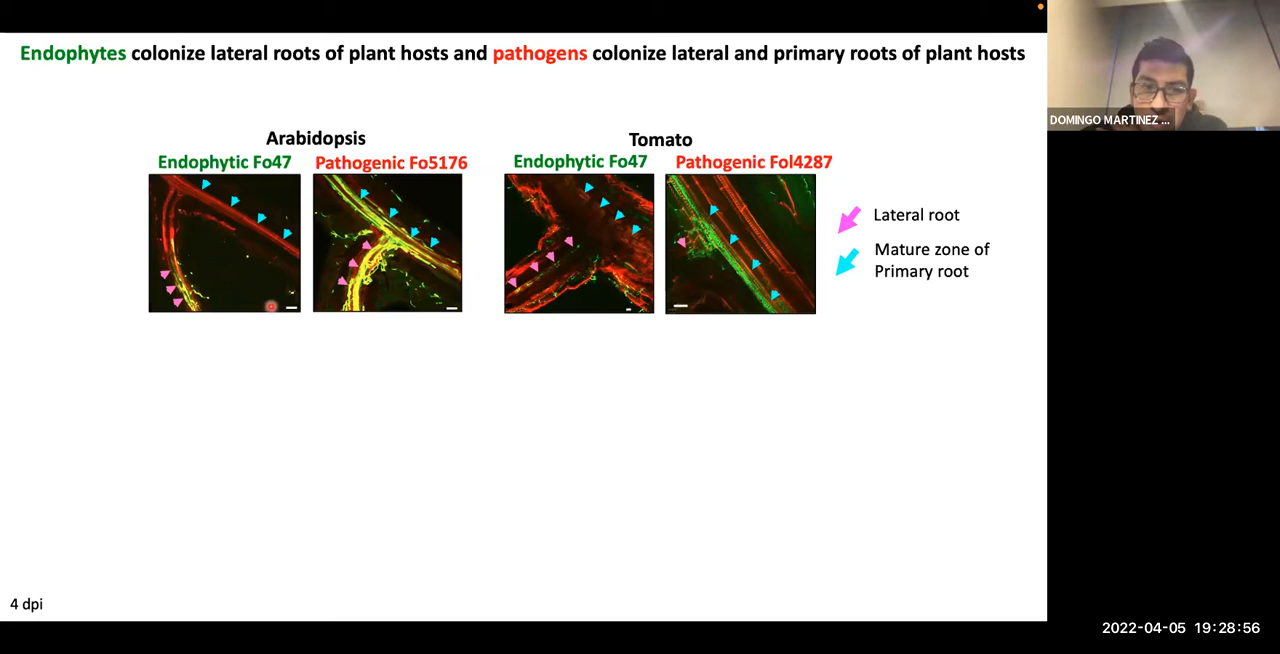 Endophytes colonize lateral roots of plant hosts and pathogens colonize lateral and primary roots of plant hosts
DOMINGO MARTINEZ ...
Arabidopsis
Tomato
Endophytic Fo47
Pathogenic Fo5176
Endophytic Fo47
Pathogenic Fol4287
Lateral root
Mature zone of
Primary root
4 dpi
2022-04-05 19:28:56